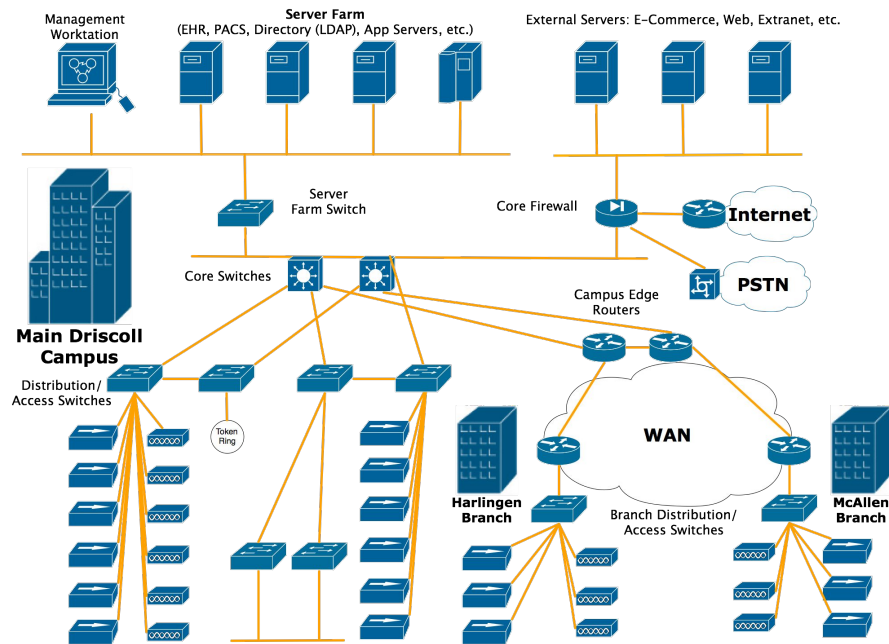 Management
Worktation
Server Farm
(EHR, PACS, Directory (LDAP), App Servers, etc.)
External Servers: E-Commerce, Web, Extranet, etc.
Server
Farm Switch
Core Firewall
Internet
Core Switches
PSTN
Campus Edge
Routers
Main Driscoll
Campus
Distribution/
Access Switches
Token
Ring
WAN
Harlingen
Branch
Branch Distribution/
Access Switches
McAllen
Branch